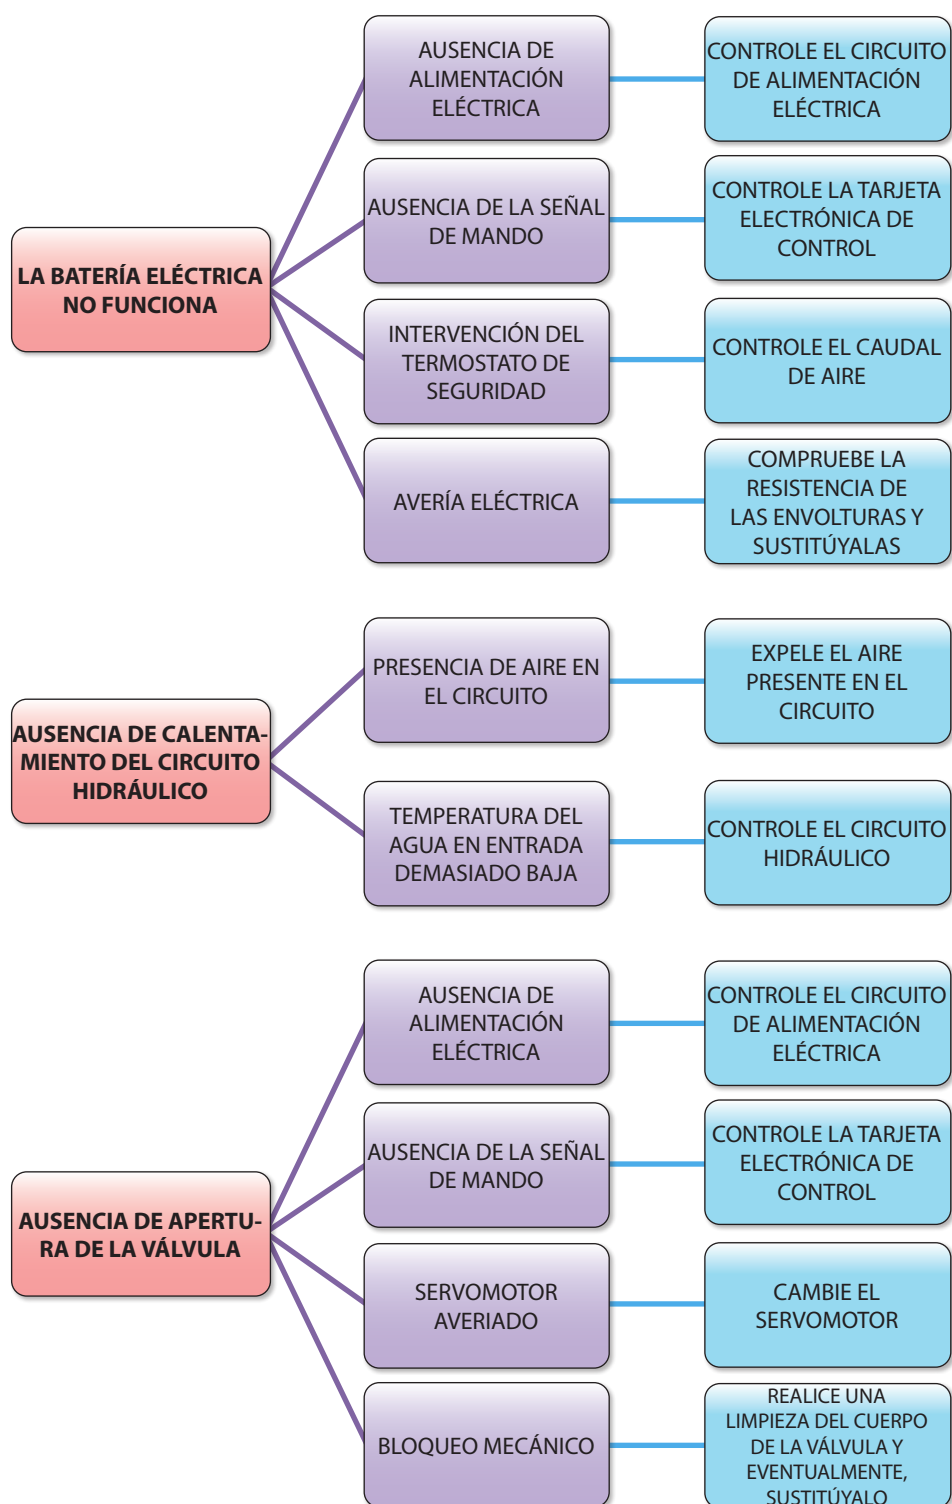 AUSENCIA DE
ALIMENTACIÓN
ELÉCTRICA
CONTROLE EL CIRCUITO
DE ALIMENTACIÓN
ELÉCTRICA
AUSENCIA DE LA SEÑAL
DE MANDO
CONTROLE LA TARJETA
ELECTRÓNICA DE
CONTROL
LA BATERÍA ELÉCTRICA
NO FUNCIONA
INTERVENCIÓN DEL
TERMOSTATO DE
SEGURIDAD
CONTROLE EL CAUDAL
DE AIRE
AVERÍA ELÉCTRICA
COMPRUEBE LA
RESISTENCIA DE
LAS ENVOLTURAS Y
SUSTITÚYALAS
PRESENCIA DE AIRE EN
EL CIRCUITO
EXPELE EL AIRE
PRESENTE EN EL
CIRCUITO
AUSENCIA DE CALENTA-
MIENTO DEL CIRCUITO
HIDRÁULICO
TEMPERATURA DEL
AGUA EN ENTRADA
DEMASIADO BAJA
CONTROLE EL CIRCUITO
HIDRÁULICO
AUSENCIA DE
ALIMENTACIÓN
ELÉCTRICA
CONTROLE EL CIRCUITO
DE ALIMENTACIÓN
ELÉCTRICA
AUSENCIA DE LA SEÑAL
DE MANDO
CONTROLE LA TARJETA
ELECTRÓNICA DE
CONTROL
AUSENCIA DE APERTU-
RA DE LA VÁLVULA
SERVOMOTOR
AVERIADO
CAMBIE EL
SERVOMOTOR
BLOQUEO MECÁNICO
REALICE UNA
LIMPIEZA DEL CUERPO
DE LA VÁLVULA Y
EVENTUALMENTE,
SUSTITÚYALO